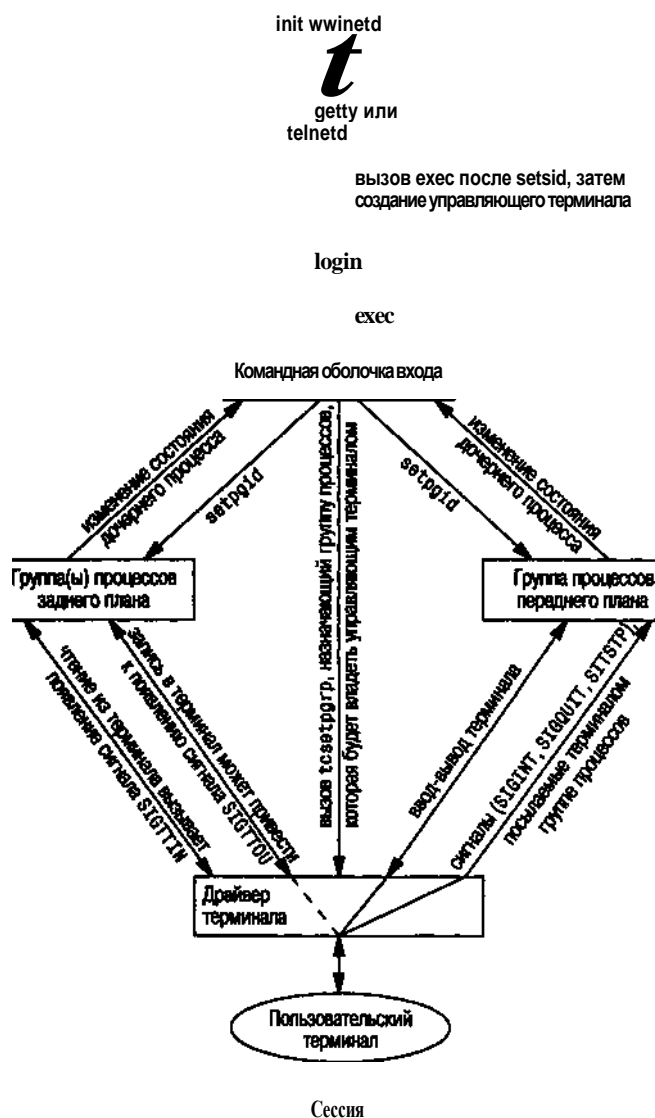 init wwinetd
t
getty или
telnetd
вызов exec после setsid, затем
создание управляющего терминала
login
exec
Командная оболочка входа
изменение состояния
дочернего процесса
setpgid
вызов tcsetpgrp, назначающий группу процессов,
которая будет владеть управляющим терминалом
setpgid
изменение состояния
дочернего процесса
Группа(ы) процессов
заднего плана
Группа процессов
переднего плана
чтение из терминала вызывает
появление сигнала SIGTTIN
запись в терминал может привести
к появлению сигнала SIGTTOU
ввод-вывод терминала
сигналы (SIGINT, SIGQUIT, SITSTP),
посылаемые терминалом
группе процессов
Драйвер
терминала
Пользовательский
терминал
Сессия